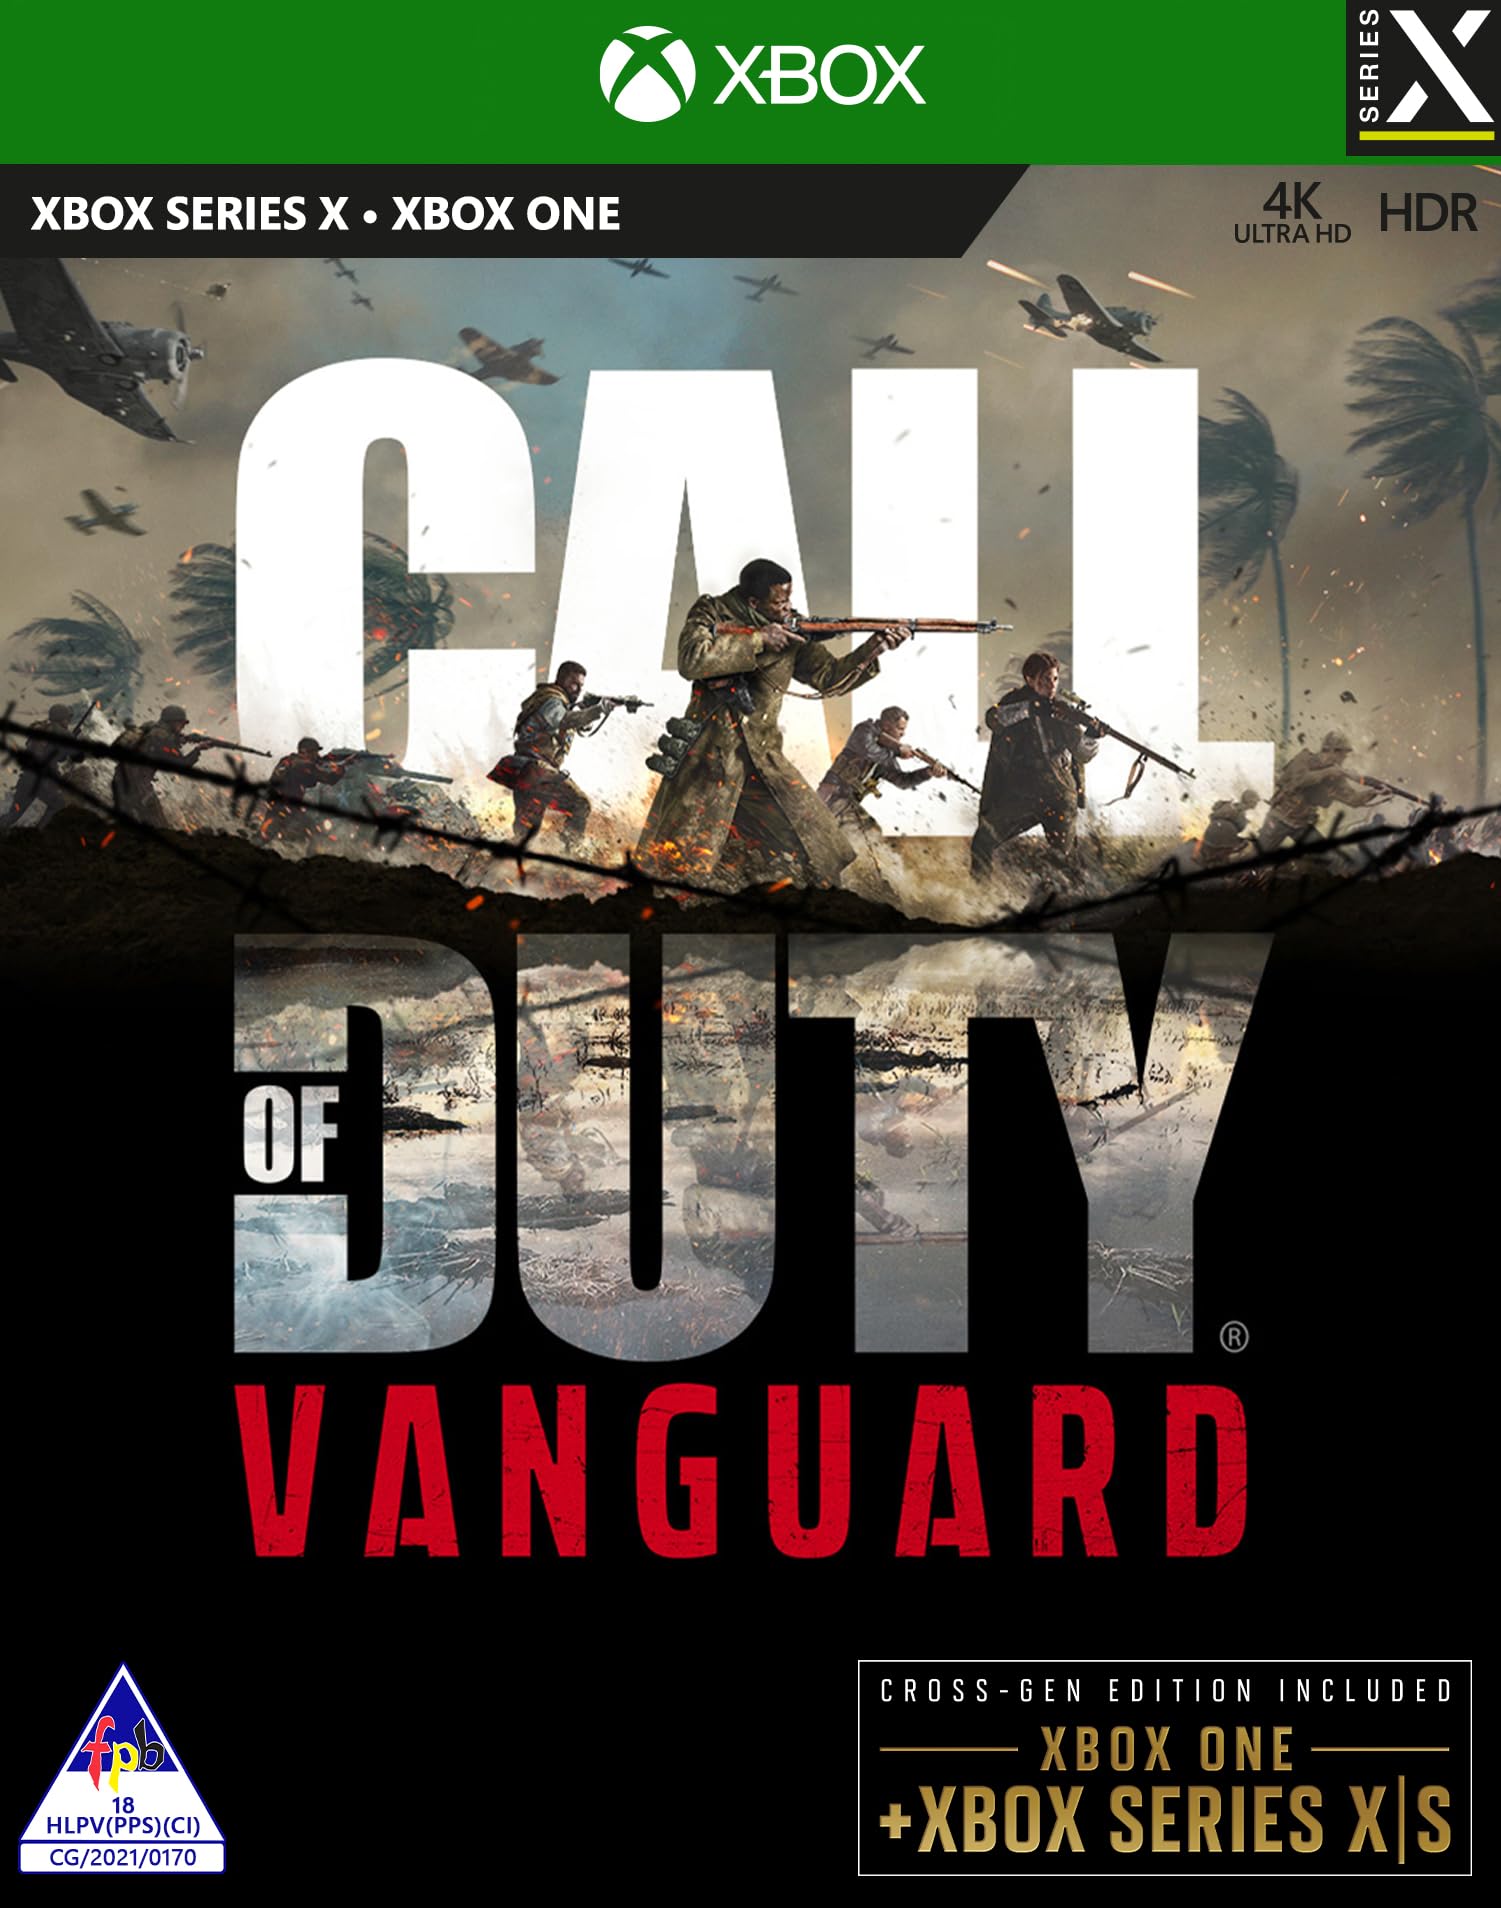 XBOX
SERIES X
XBOX SERIES X • XBOX ONE
4K
ULTRA HD
HDR
CALL
OF
DUTY
®
VANGUARD
fpb
18
HLPV(PPS)(CI)
CG/2021/0170
CROSS-GEN EDITION INCLUDED
XBOX ONE
+XBOX SERIES X|S